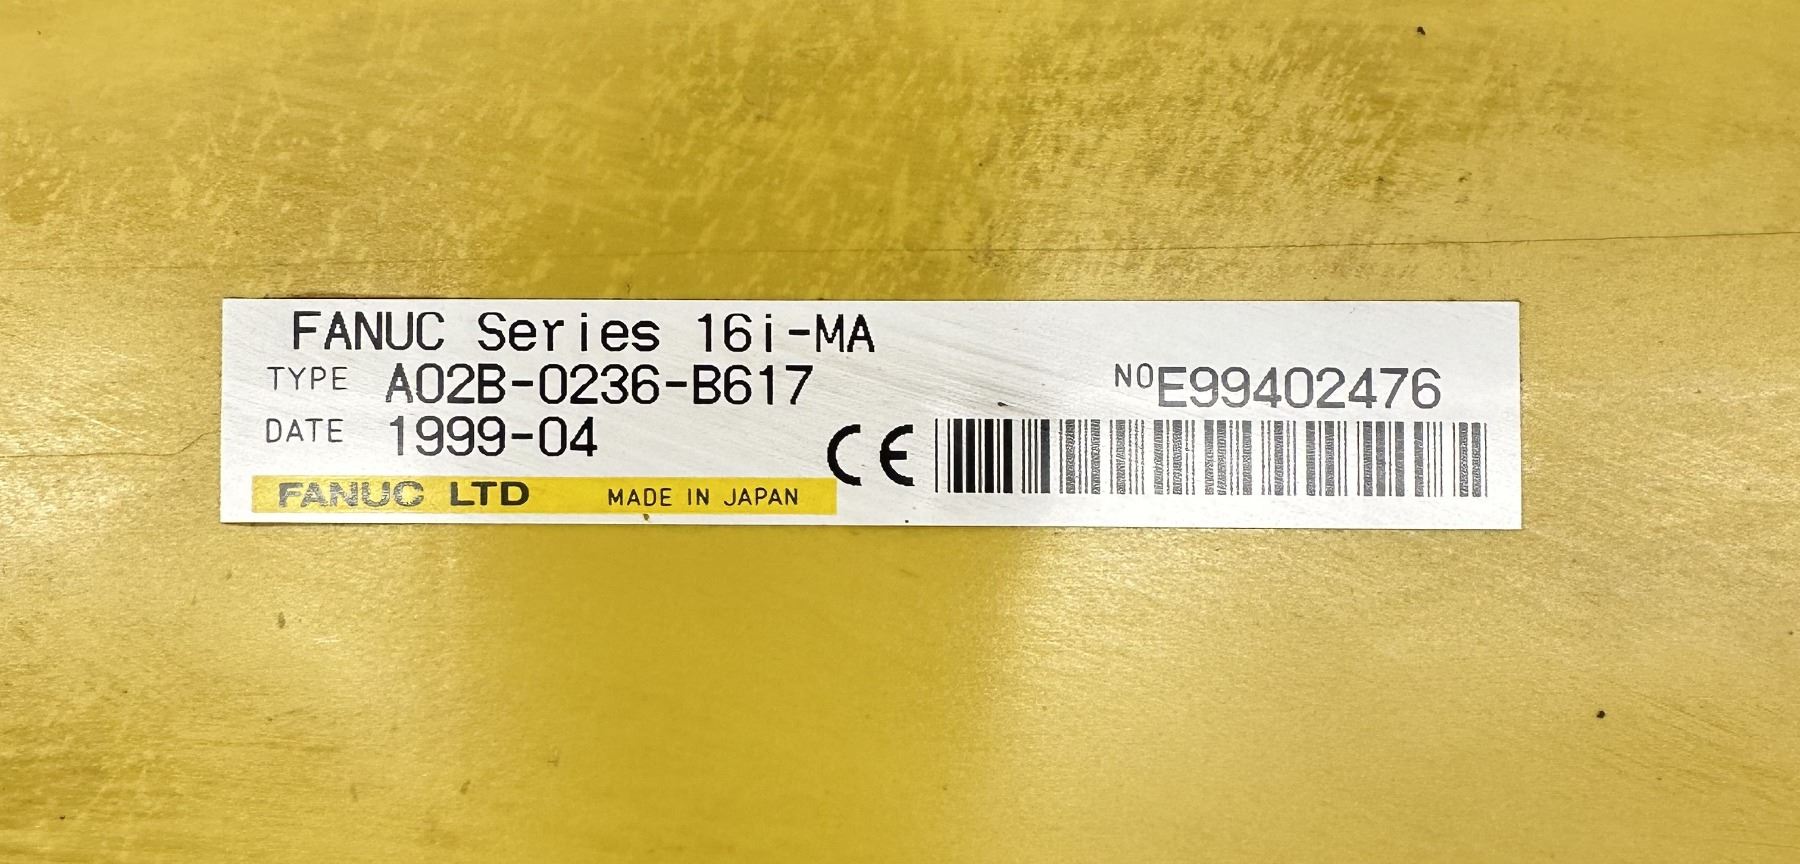 FANUC Series 16i-MA
TYPE A02B-0236-B617
NO E99402476
DATE 1999-04
CE
FANUC LTD MADE IN JAPAN